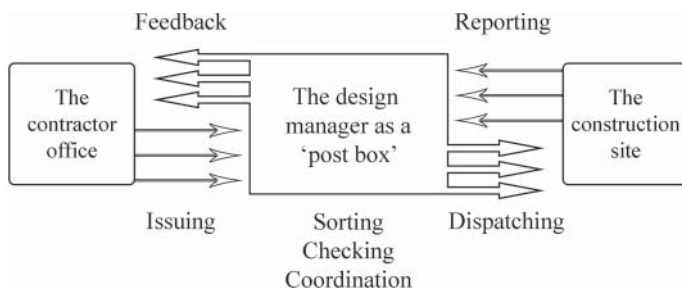 Feedback
Reporting
The
contractor
office
The design
manager as a
‘post box’
The
construction
site
Issuing
Sorting
Checking
Coordination
Dispatching